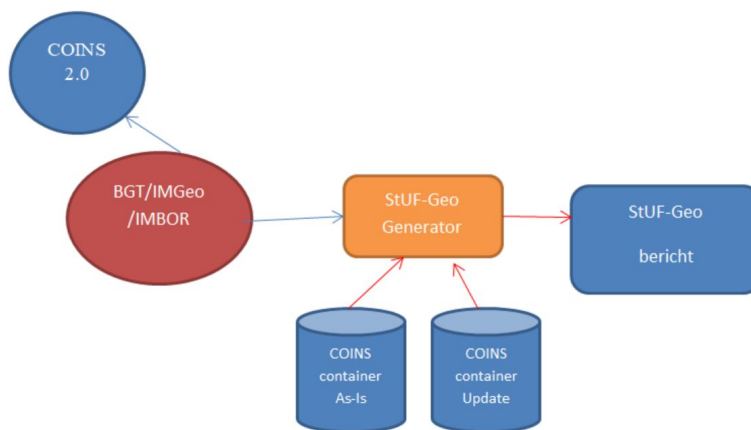 COINS
2.0
BGT/IMGeo
/IMBOR
StUF-Geo
Generator
StUF-Geo
bericht
COINS
container
As-Is
COINS
container
Update